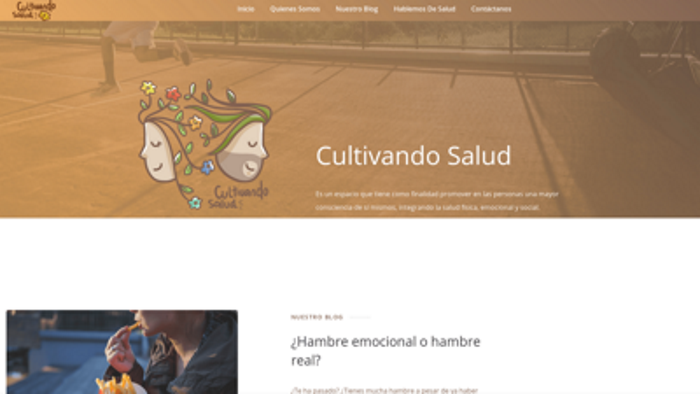 Cultivando
Salud
Inicio Quienes Somos Nuestro Blog Hablemos De Salud Contáctanos
Cultivando Salud
Es un espacio que tiene como finalidad promover en las personas una mayor
consciencia de si mismos, integrando la salud física, emocional y social.
Cultivando
Salud
NUESTRO BLOG
¿Hambre emocional o hambre
real?
¿Te ha pasado? ¿Tienes mucha hambre a pesar de ya haber